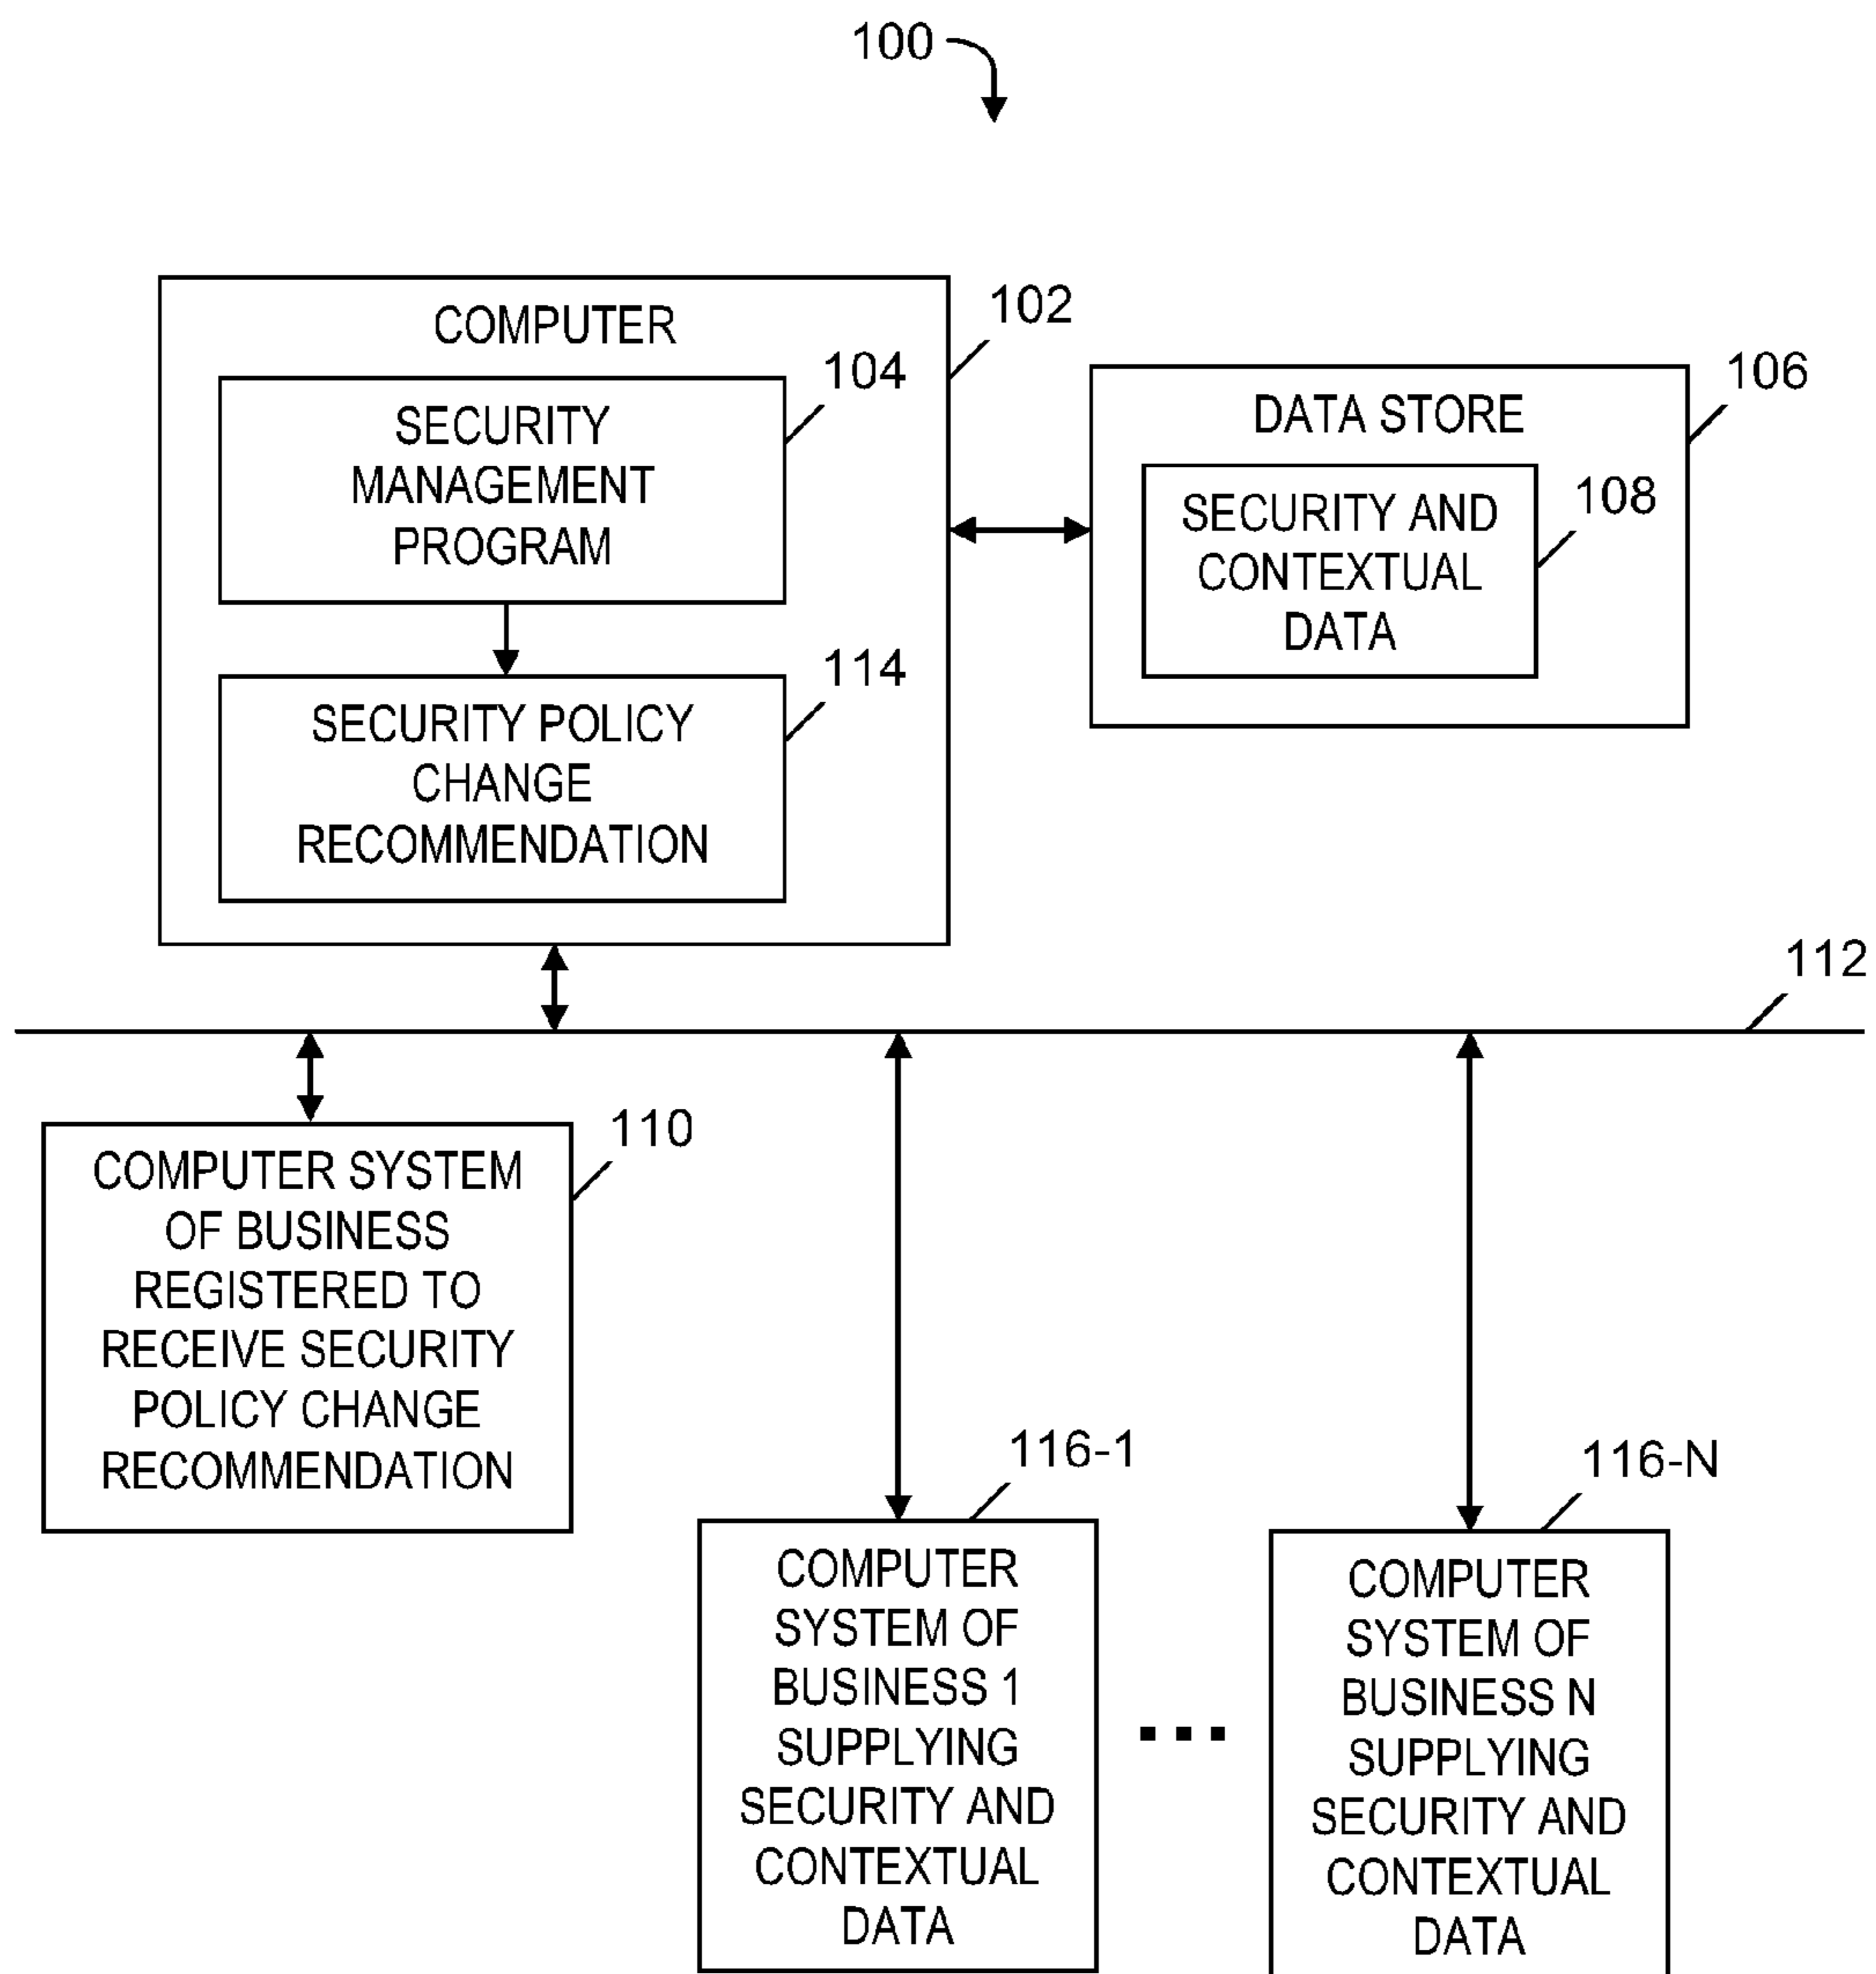 100
COMPUTER
102
SECURITY
MANAGEMENT
PROGRAM
104
SECURITY POLICY
CHANGE
RECOMMENDATION
114
DATA STORE
106
SECURITY AND
CONTEXTUAL
DATA
108
112
COMPUTER SYSTEM
OF BUSINESS
REGISTERED TO
RECEIVE SECURITY
POLICY CHANGE
RECOMMENDATION
110
116-1
COMPUTER
SYSTEM OF
BUSINESS 1
SUPPLYING
SECURITY AND
CONTEXTUAL
DATA
116-N
COMPUTER
SYSTEM OF
BUSINESS N
SUPPLYING
SECURITY AND
CONTEXTUAL
DATA